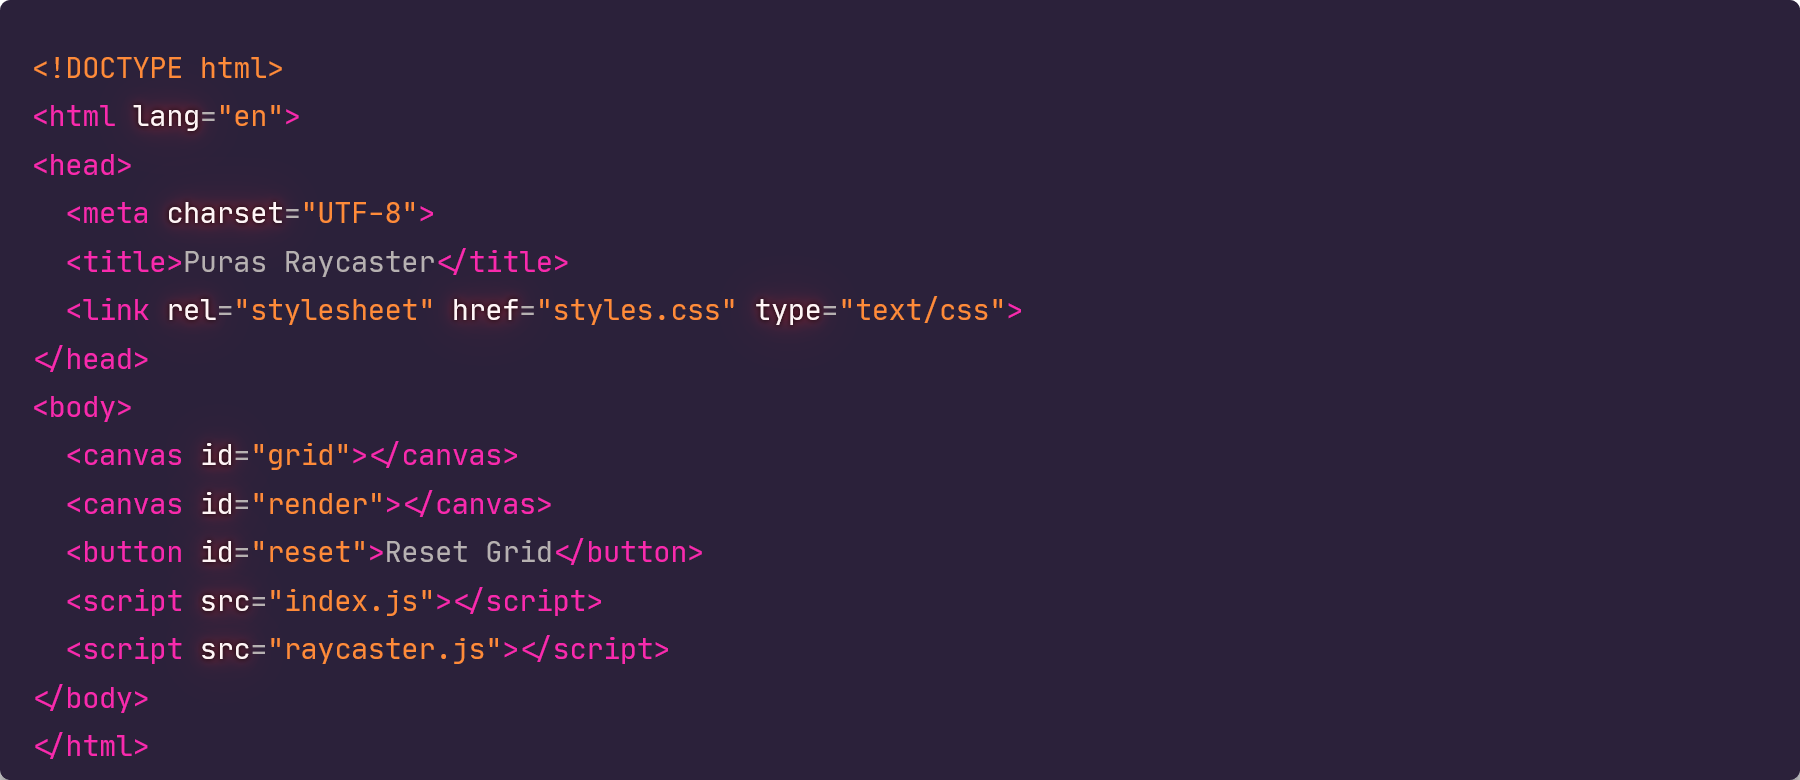 <!DOCTYPE html>
<html lang="en">
<head>
  <meta charset="UTF-8">
  <title>Puras Raycaster</title>
  <link rel="stylesheet" href="styles.css" type="text/css">
</head>
<body>
  <canvas id="grid"></canvas>
  <canvas id="render"></canvas>
  <button id="reset">Reset Grid</button>
  <script src="index.js"></script>
  <script src="raycaster.js"></script>
</body>
</html>